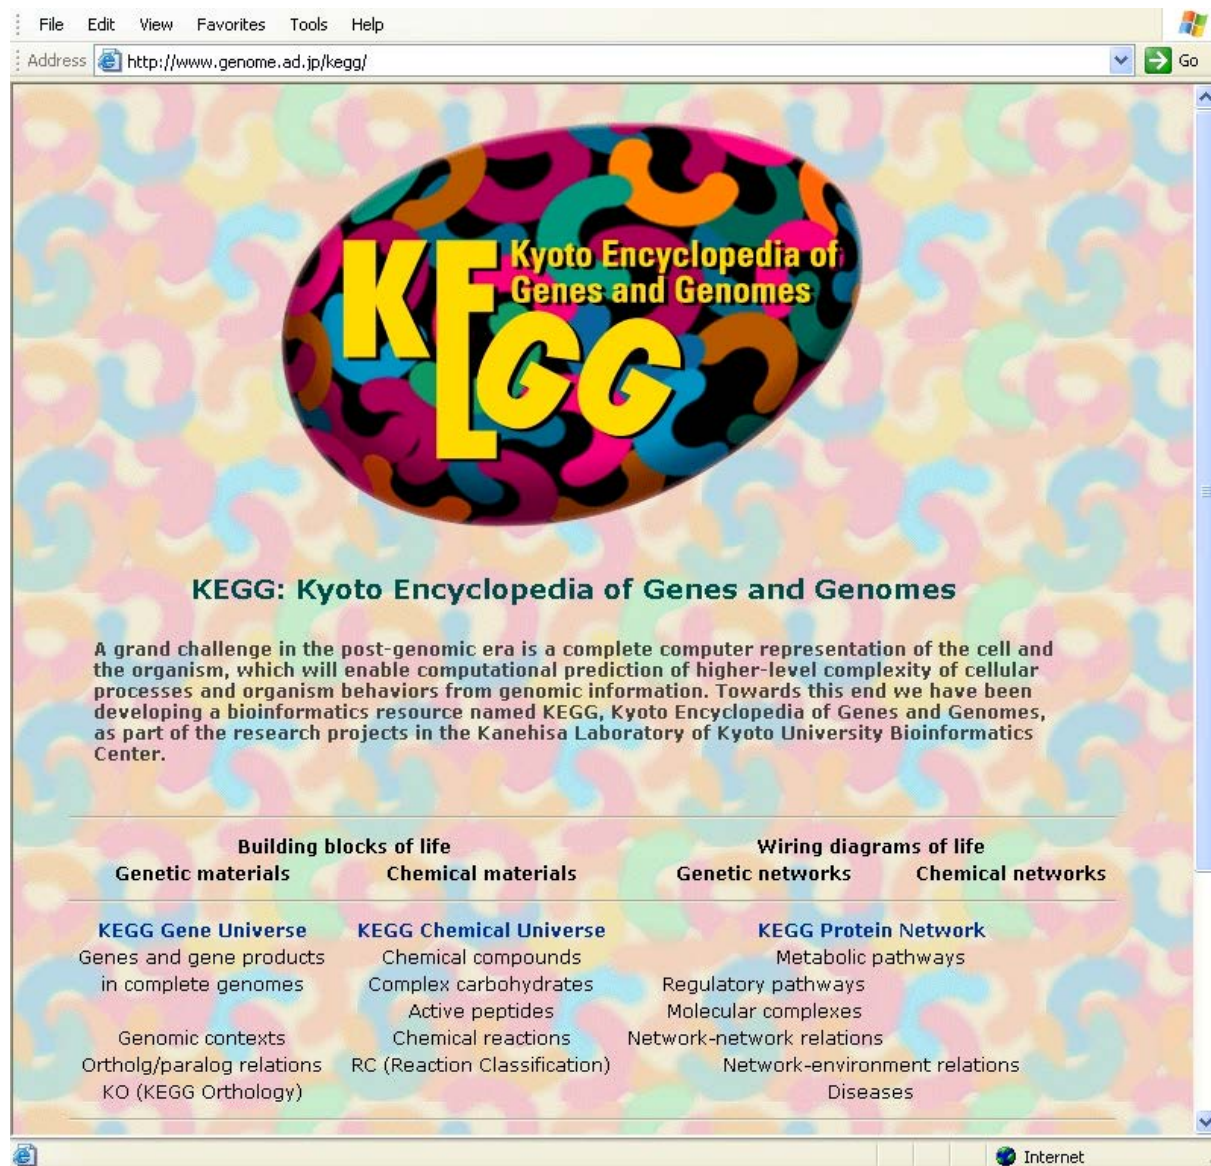 File Edit View Favorites Tools Help
Address http://www.genome.ad.jp/kegg/ Go
KEGG Kyoto Encyclopedia of
Genes and Genomes
KEGG: Kyoto Encyclopedia of Genes and Genomes
A grand challenge in the post-genomic era is a complete computer representation of the cell and
the organism, which will enable computational prediction of higher-level complexity of cellular
processes and organism behaviors from genomic information. Towards this end we have been
developing a bioinformatics resource named KEGG, Kyoto Encyclopedia of Genes and Genomes,
as part of the research projects in the Kanehisa Laboratory of Kyoto University Bioinformatics
Center.
Building blocks of life Wiring diagrams of life
Genetic materials Chemical materials Genetic networks Chemical networks
KEGG Gene Universe KEGG Chemical Universe KEGG Protein Network
Genes and gene products Chemical compounds Metabolic pathways
in complete genomes Complex carbohydrates Regulatory pathways
Active peptides Molecular complexes
Genomic contexts Chemical reactions Network-network relations
Ortholg/paralog relations RC (Reaction Classification) Network-environment relations
KO (KEGG Orthology) Diseases
Internet